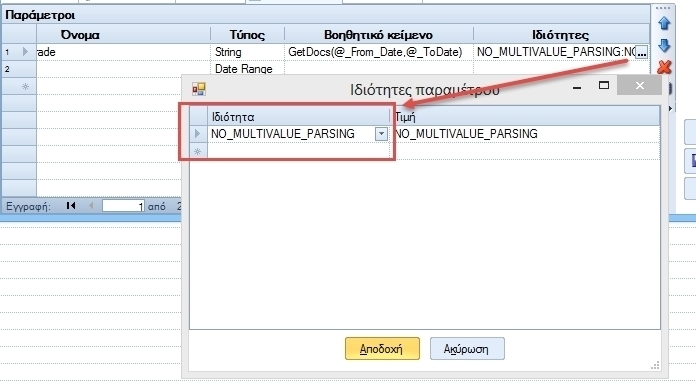 Παράμετροι
Όνομα Τύπος Βοηθητικό κείμενο Ιδιότητες
1 rade String GetDocs(@_From_Date,@_ToDate) NO_MULTIVALUE_PARSING:NO ...
2 Date Range
Ιδιότητες παραμέτρου
Ιδιότητα Τιμή
NO_MULTIVALUE_PARSING NO_MULTIVALUE_PARSING
Εγγραφή: 1 από 2
Αποδοχή Ακύρωση